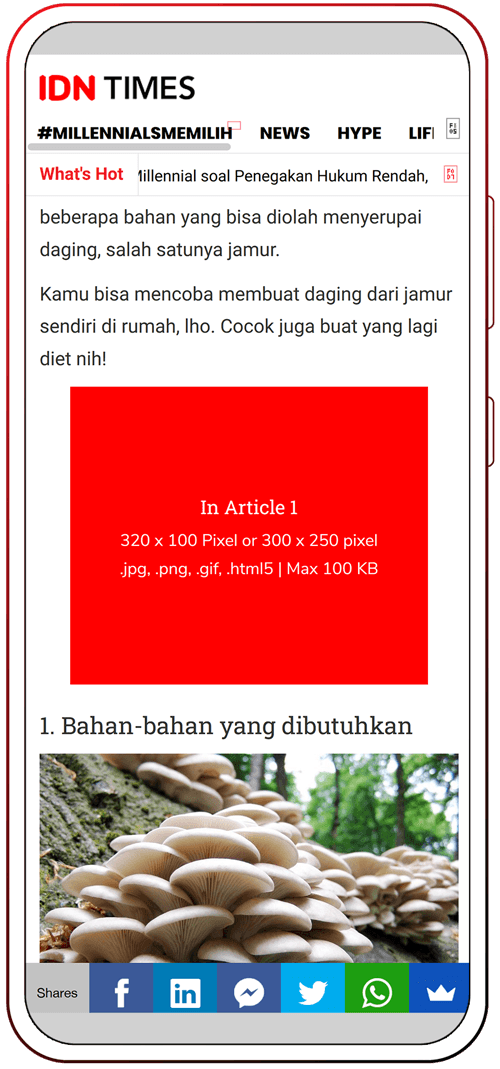 IDN TIMES
#MILLENNIALSMEMILIH NEWS HYPE LIF
What's Hot Millennial soal Penegakan Hukum Rendah,
beberapa bahan yang bisa diolah menyerupai
daging, salah satunya jamur.
Kamu bisa mencoba membuat daging dari jamur
sendiri di rumah, lho. Cocok juga buat yang lagi
diet nih!
In Article 1
320 x 100 Pixel or 300 x 250 pixel
.jpg, .png, .gif, .html5 | Max 100 KB
1. Bahan-bahan yang dibutuhkan
Shares